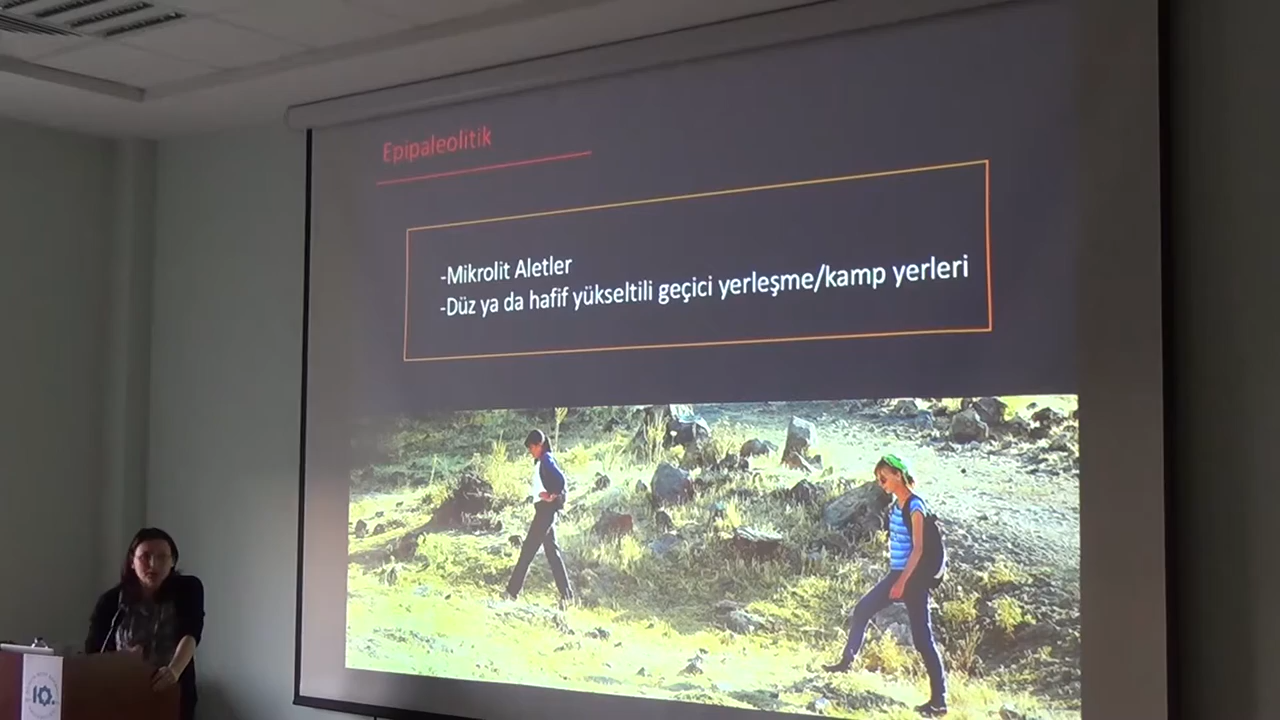 Epipaleolitik
-Mikrolit Aletler
-Düz ya da hafif yükseltili geçici yerleşme/kamp yerleri